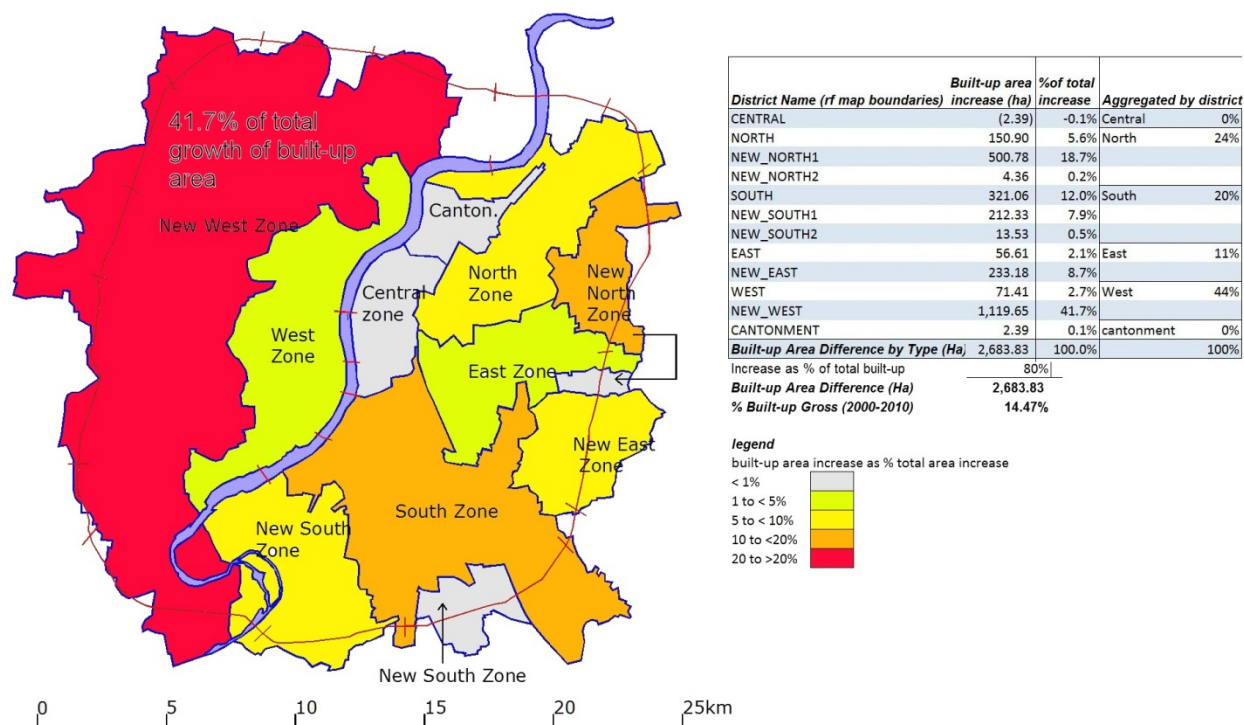 41.7% of total
growth of built-up
area
New West Zone
Canton.
North
Zone
New
North
Zone
Central
zone
West
Zone
East Zone
New East
Zone
South Zone
New South
Zone
New South Zone
0 5 10 15 20 25km
District Name (rf map boundaries) Built-up area increase (ha) %of total increase Aggregated by district
CENTRAL (2.39) -0.1% Central 0%
NORTH 150.90 5.6% North 24%
NEW_NORTH1 500.78 18.7%
NEW_NORTH2 4.36 0.2%
SOUTH 321.06 12.0% South 20%
NEW_SOUTH1 212.33 7.9%
NEW_SOUTH2 13.53 0.5%
EAST 56.61 2.1% East 11%
NEW_EAST 233.18 8.7%
WEST 71.41 2.7% West 44%
NEW_WEST 1,119.65 41.7%
CANTONMENT 2.39 0.1% cantonment 0%
Built-up Area Difference by Type (Ha) 2,683.83 100.0% 100%
Increase as % of total built-up 80%
Built-up Area Difference (Ha) 2,683.83
% Built-up Gross (2000-2010) 14.47%
legend
built-up area increase as % total area increase
< 1%
1 to < 5%
5 to < 10%
10 to <20%
20 to >20%